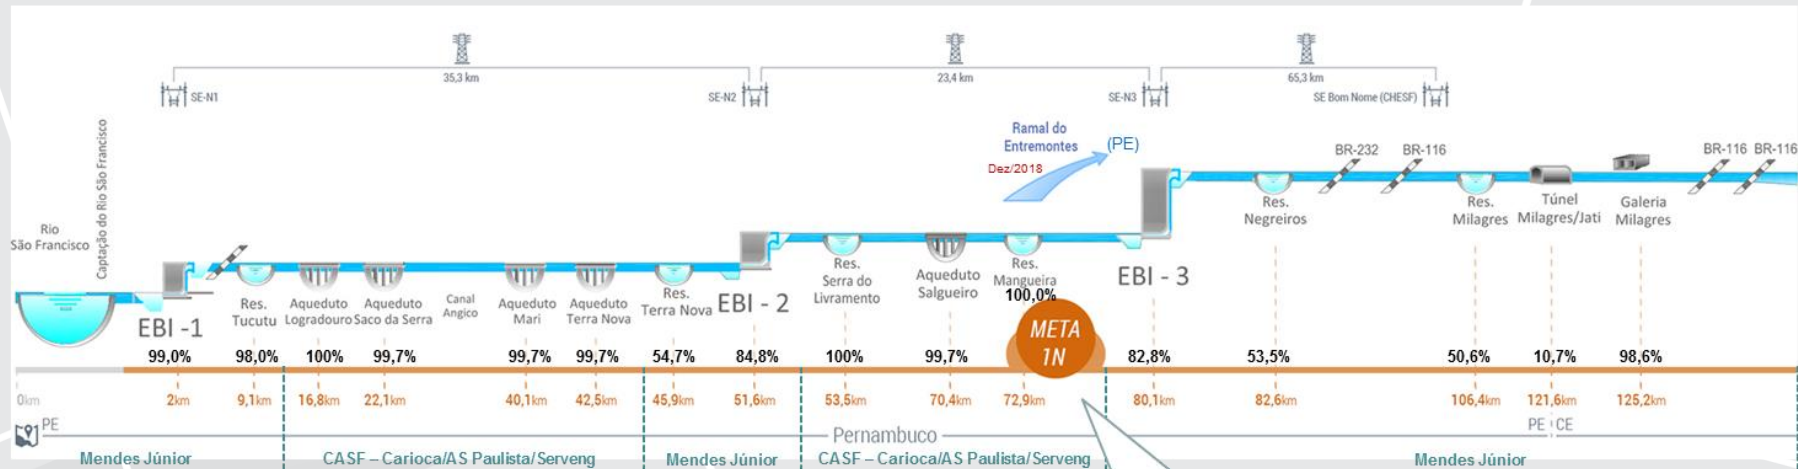 35,3 km
23,4 km
65,3 km
SE-N1
SE-N2
SE-N3
SE Bom Nome (CHESF)
Captação do Rio São Francisco
Ramal do
Entremontes
(PE)
Dez/2018
BR-232
BR-116
BR-116
BR-116
Rio
São Francisco
EBI -1
Res.
Tucutu
Aqueduto
Logradouro
Aqueduto
Saco da Serra
Canal
Angico
Aqueduto
Mari
Aqueduto
Terra Nova
Res.
Terra Nova
EBI - 2
Res.
Serra do
Livramento
Aqueduto
Salgueiro
Res.
Mangueira
100,0%
EBI - 3
Res.
Negreiros
Res.
Milagres
Túnel
Milagres/Jati
Galeria
Milagres
META
1N
99,0% 98,0% 100% 99,7% 99,7% 99,7% 54,7% 84,8% 100% 99,7% 82,8% 53,5% 50,6% 10,7% 98,6%
0km 2km 9,1km 16,8km 22,1km 40,1km 42,5km 45,9km 51,6km 53,5km 70,4km 72,9km 80,1km 82,6km 106,4km 121,6km 125,2km
PE
Pernambuco
PE CE
Mendes Júnior
CASF – Carioca/AS Paulista/Serveng
Mendes Júnior
CASF – Carioca/AS Paulista/Serveng
Mendes Júnior